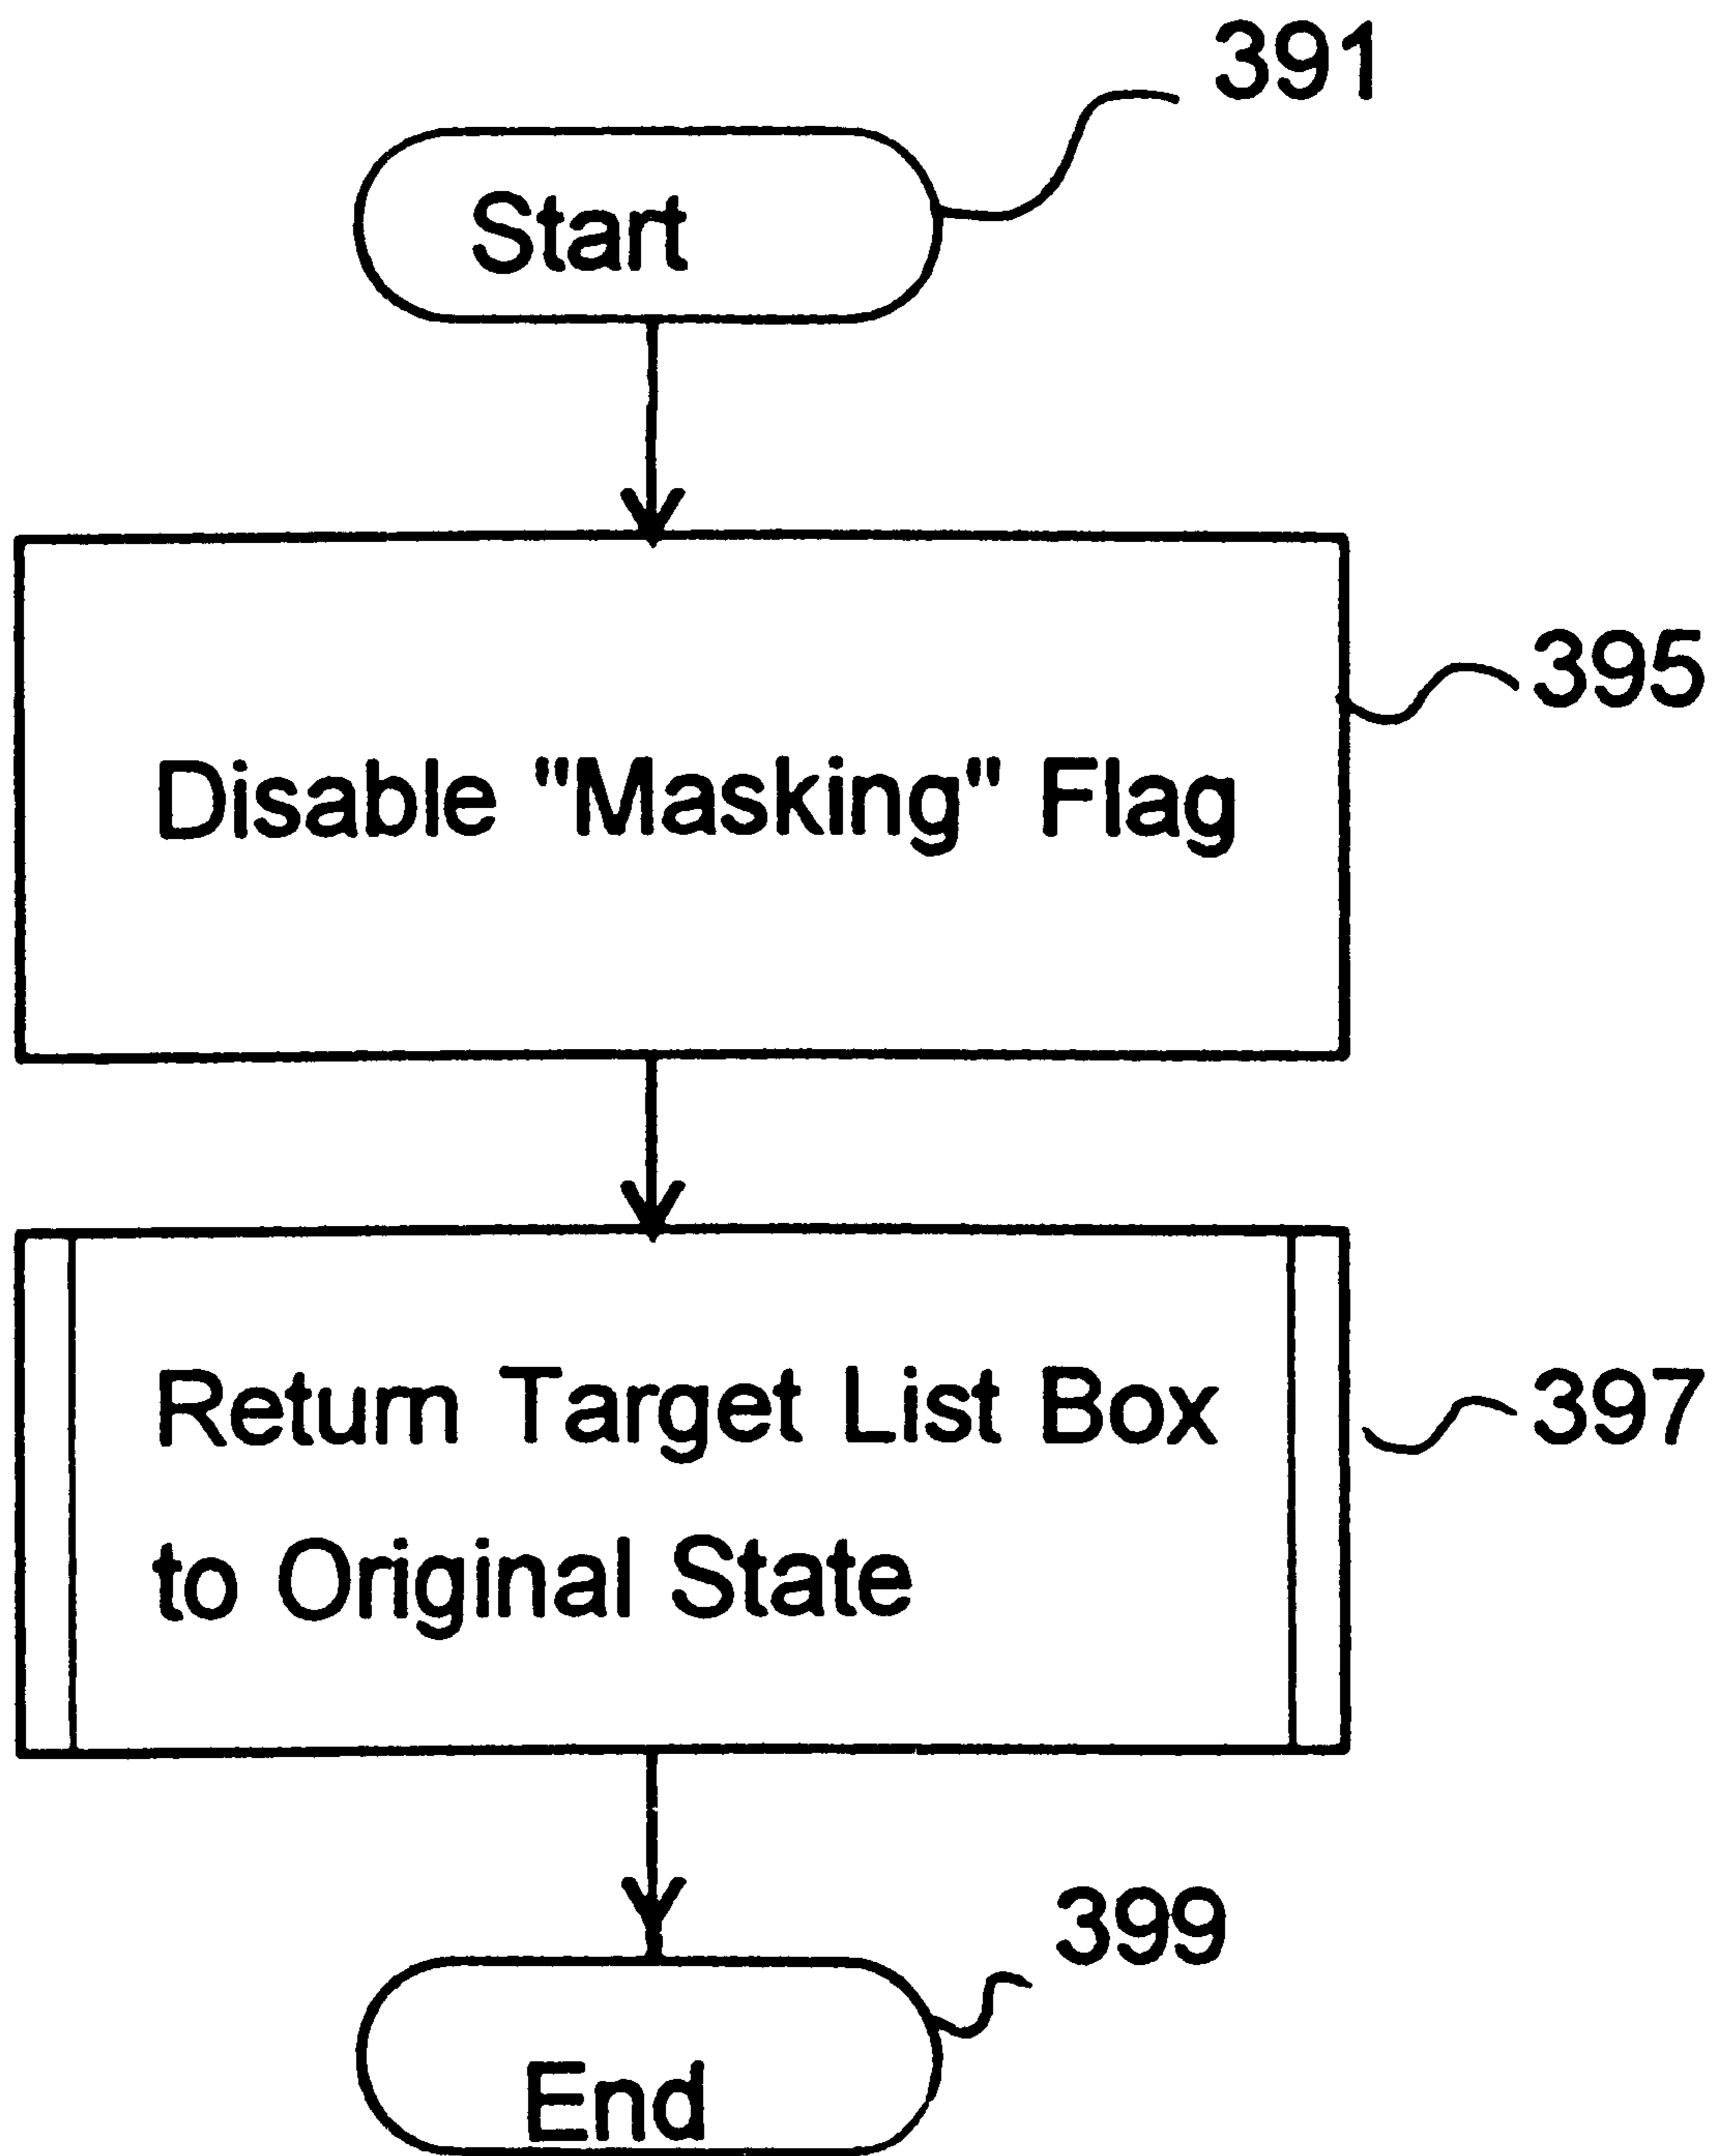 391
Start
395
Disable "Masking" Flag
397
Return Target List Box
to Original State
399
End